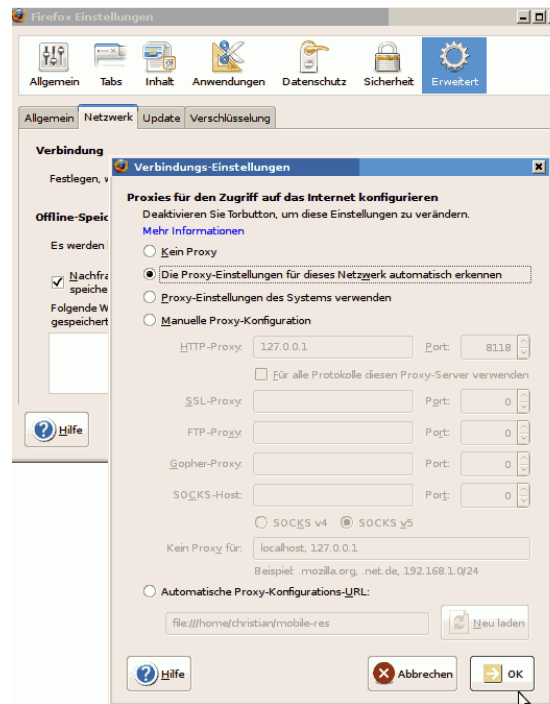 Firefox Einstellungen
Allgemein Tabs Inhalt Anwendungen Datenschutz Sicherheit Erweitert
Allgemein Netzwerk Update Verschlüsselung
Verbindung
Festlegen,
Verbindungs-Einstellungen
Proxies für den Zugriff auf das Internet konfigurieren
Deaktivieren Sie Torbutton, um diese Einstellungen zu verändern.
Mehr Informationen
Offline-Speic
Es werden
Kein Proxy
Nachfra
speiche
Die Proxy-Einstellungen für dieses Netzwerk automatisch erkennen
Folgende W
gespeichert
Proxy-Einstellungen des Systems verwenden
Manuelle Proxy-Konfiguration
HTTP-Proxy: 127.0.0.1 Port: 8118
Für alle Protokolle diesen Proxy-Server verwenden
SSL-Proxy: Port: 0
FTP-Proxy: Port: 0
Gopher-Proxy: Port: 0
SOCKS-Host: Port: 0
SOCKS v4 SOCKS v5
Kein Proxy für: localhost, 127.0.0.1
Beispiel: .mozilla.org, .net.de, 192.168.1.0/24
Automatische Proxy-Konfigurations-URL:
file:///home/christian/mobile-res Neu laden
Hilfe
Hilfe Abbrechen OK